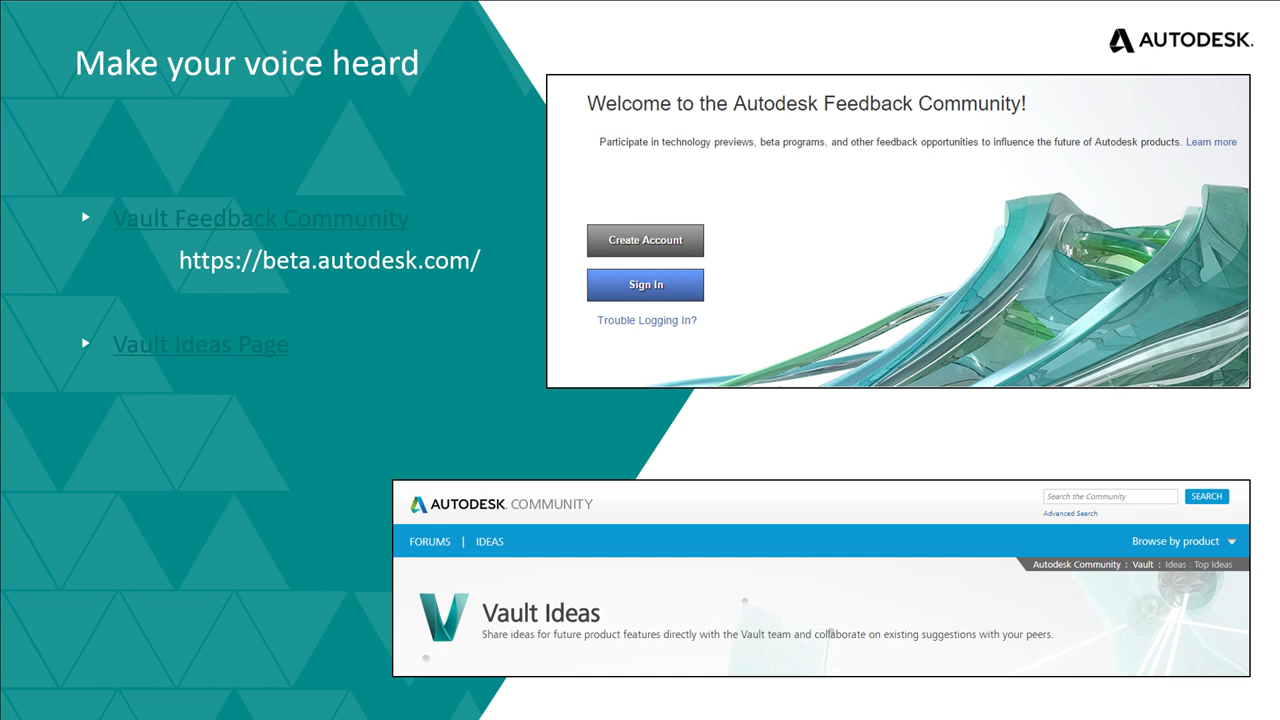 Make your voice heard
Vault Feedback Community
https://beta.autodesk.com/
Vault Ideas Page
AUTODESK.
Welcome to the Autodesk Feedback Community!
Participate in technology previews, beta programs, and other feedback opportunities to influence the future of Autodesk products. Learn more
Create Account
Sign In
Trouble Logging In?
AUTODESK. COMMUNITY
Search the Community
SEARCH
Advanced Search
FORUMS | IDEAS
Browse by product
Autodesk Community : Vault : Ideas : Top Ideas
Vault Ideas
Share ideas for future product features directly with the Vault team and collaborate on existing suggestions with your peers.